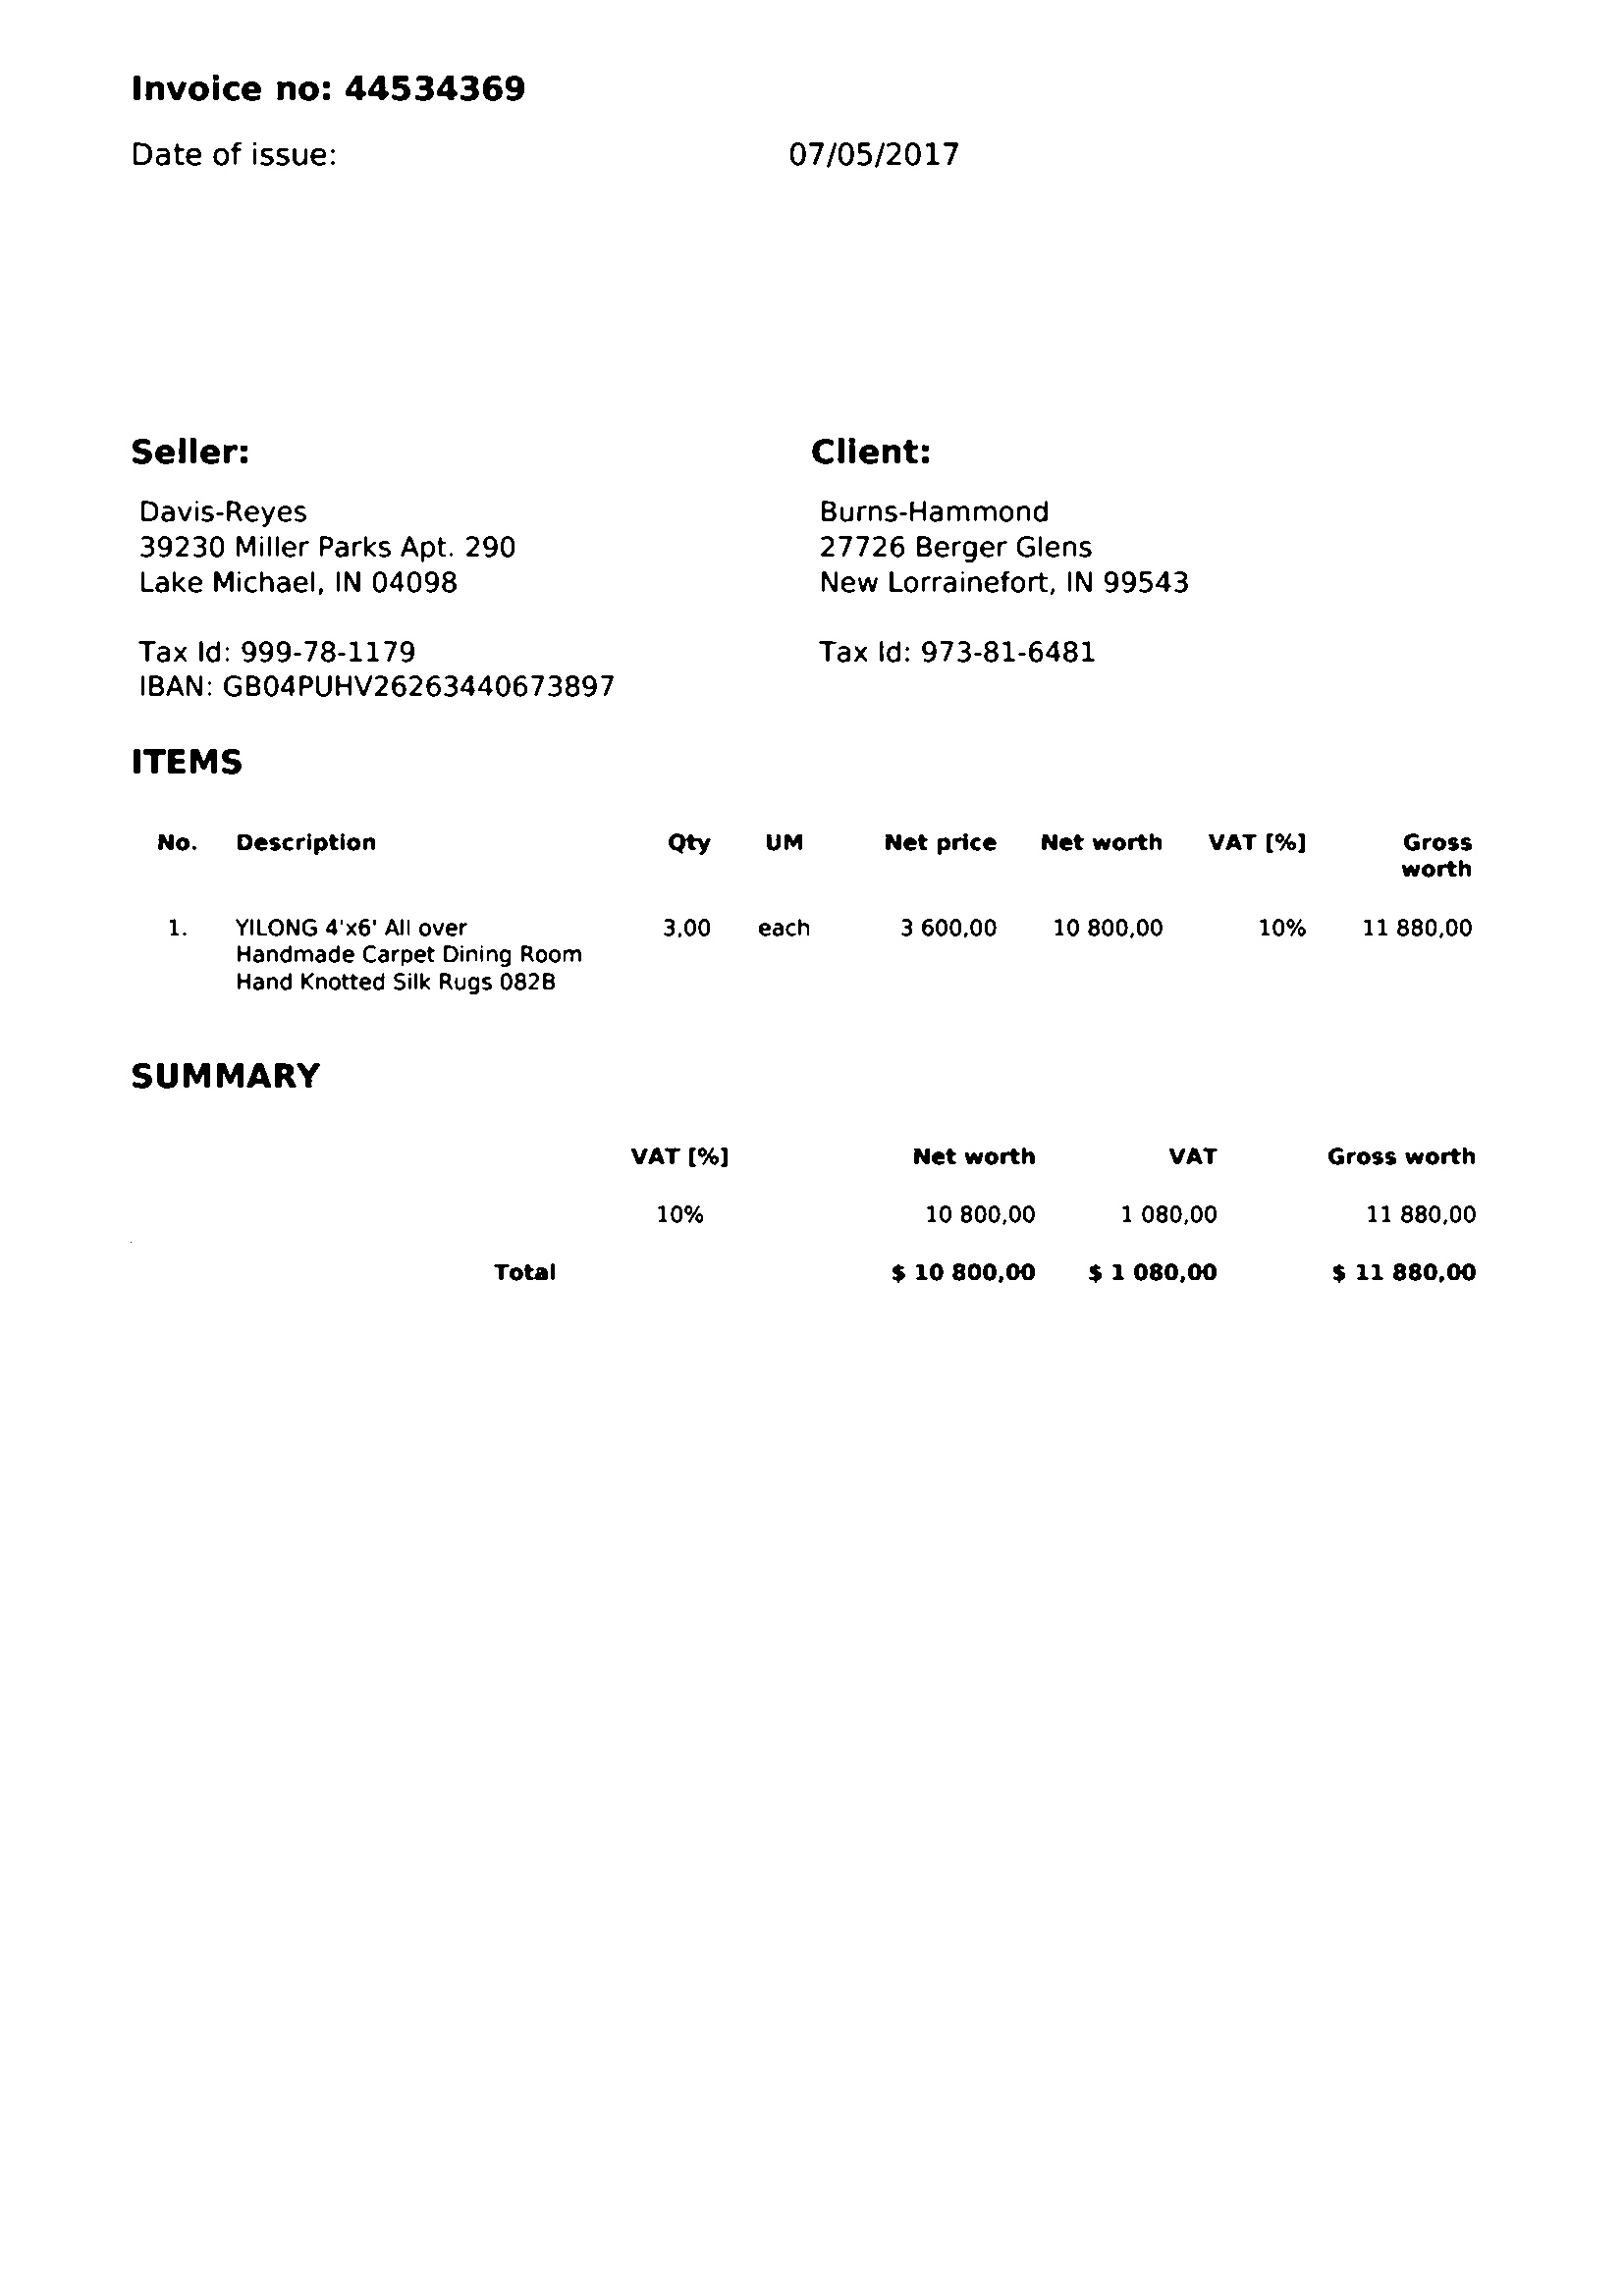 Invoice no: 44534369
Date of issue: 07/05/2017
Seller:
Davis-Reyes
39230 Miller Parks Apt. 290
Lake Michael, IN 04098
Tax Id: 999-78-1179
IBAN: GB04PUHV26263440673897
Client:
Burns-Hammond
27726 Berger Glens
New Lorrainefort, IN 99543
Tax Id: 973-81-6481
ITEMS
No. Description Qty UM Net price Net worth VAT [%] Gross
worth
1. YILONG 4'x6' All over 3,00 each 3 600,00 10 800,00 10% 11 880,00
Handmade Carpet Dining Room
Hand Knotted Silk Rugs 082B
SUMMARY
VAT [%] Net worth VAT Gross worth
10% 10 800,00 1 080,00 11 880,00
Total $ 10 800,00 $ 1 080,00 $ 11 880,00